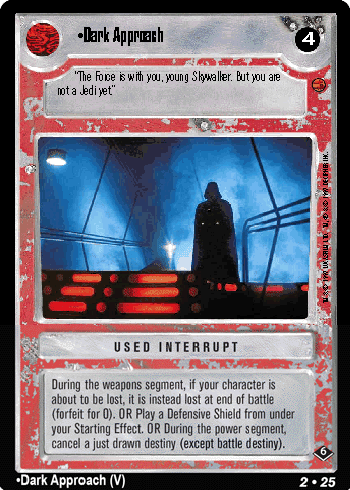 •Dark Approach
4
"The Force is with you, young Skywalker. But you are
not a Jedi yet."
USED INTERRUPT
During the weapons segment, if your character is
about to be lost, it is instead lost at end of battle
(forfeit for 0). OR Play a Defensive Shield from under
your Starting Effect. OR During the power segment,
cancel a just drawn destiny (except battle destiny).
6
•Dark Approach (V)
2 • 25